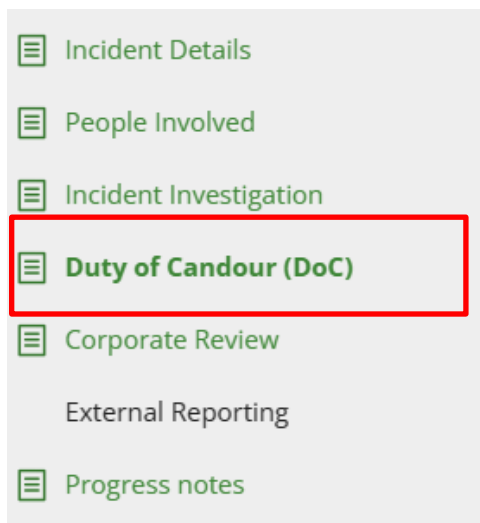 Incident Details
People Involved
Incident Investigation
Duty of Candour (DoC)
Corporate Review
External Reporting
Progress notes